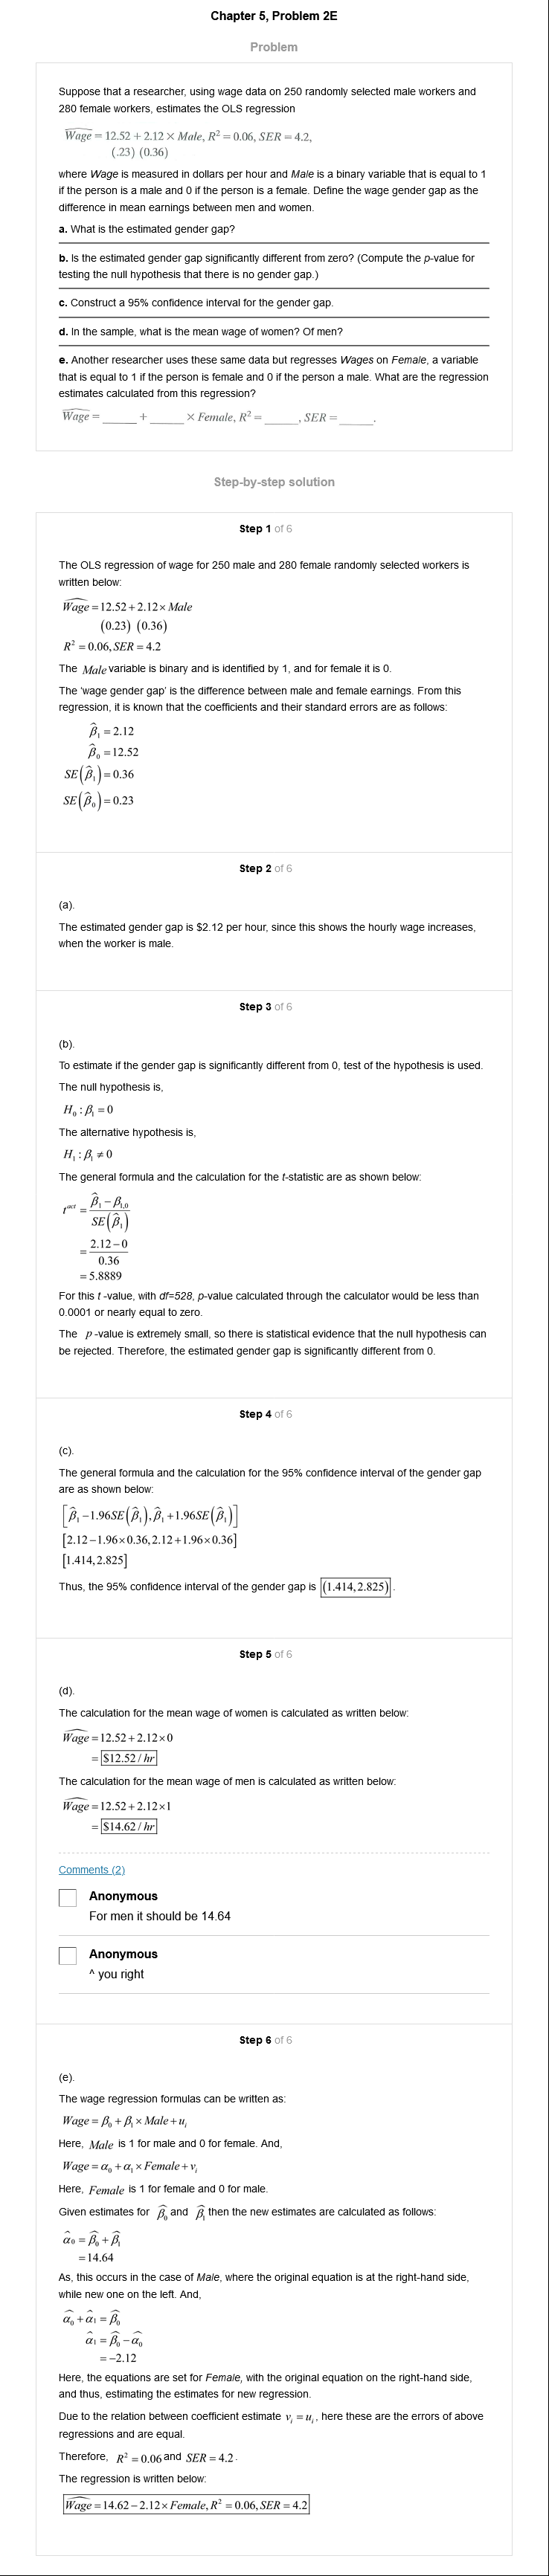 Chapter 5, Problem 2E
Problem
Suppose that a researcher, using wage data on 250 randomly selected male workers and
280 female workers, estimates the OLS regression
$\widehat{Wage} = 12.52 + 2.12 \times Male, R^2 = 0.06, SER = 4.2,$
(.23) (0.36)
where Wage is measured in dollars per hour and Male is a binary variable that is equal to 1
if the person is a male and 0 if the person is a female. Define the wage gender gap as the
difference in mean earnings between men and women.
a. What is the estimated gender gap?
b. Is the estimated gender gap significantly different from zero? (Compute the p-value for
testing the null hypothesis that there is no gender gap.)
c. Construct a 95% confidence interval for the gender gap.
d. In the sample, what is the mean wage of women? Of men?
e. Another researcher uses these same data but regresses Wages on Female, a variable
that is equal to 1 if the person is female and 0 if the person a male. What are the regression
estimates calculated from this regression?
$\widehat{Wage}$ = _____ + _____ × Female, R² = _____, SER = _____.
Step-by-step solution
Step 1 of 6
The OLS regression of wage for 250 male and 280 female randomly selected workers is
written below:
$\widehat{Wage} = 12.52 + 2.12 \times Male$
(0.23) (0.36)
$R^2 = 0.06, SER = 4.2$
The Male variable is binary and is identified by 1, and for female it is 0.
The ‘wage gender gap’ is the difference between male and female earnings. From this
regression, it is known that the coefficients and their standard errors are as follows:
$\hat{\beta}_1 = 2.12$
$\hat{\beta}_0 = 12.52$
$SE(\hat{\beta}_1) = 0.36$
$SE(\hat{\beta}_0) = 0.23$
Step 2 of 6
(a).
The estimated gender gap is $2.12 per hour, since this shows the hourly wage increases,
when the worker is male.
Step 3 of 6
(b).
To estimate if the gender gap is significantly different from 0, test of the hypothesis is used.
The null hypothesis is,
$H_0 : \beta_1 = 0$
The alternative hypothesis is,
$H_1 : \beta_1 \neq 0$
The general formula and the calculation for the t-statistic are as shown below:
$t^{act} = \frac{\hat{\beta}_1 - \beta_{1,0}}{SE(\hat{\beta}_1)}$
$= \frac{2.12 - 0}{0.36}$
= 5.8889
For this t -value, with df=528, p-value calculated through the calculator would be less than
0.0001 or nearly equal to zero.
The p -value is extremely small, so there is statistical evidence that the null hypothesis can
be rejected. Therefore, the estimated gender gap is significantly different from 0.
Step 4 of 6
(c).
The general formula and the calculation for the 95% confidence interval of the gender gap
are as shown below:
$[\hat{\beta}_1 - 1.96SE(\hat{\beta}_1), \hat{\beta}_1 + 1.96SE(\hat{\beta}_1)]$
[2.12 − 1.96 × 0.36, 2.12 + 1.96 × 0.36]
[1.414, 2.825]
Thus, the 95% confidence interval of the gender gap is (1.414, 2.825).
Step 5 of 6
(d).
The calculation for the mean wage of women is calculated as written below:
$\widehat{Wage} = 12.52 + 2.12 \times 0$
= $12.52 / hr
The calculation for the mean wage of men is calculated as written below:
$\widehat{Wage} = 12.52 + 2.12 \times 1$
= $14.62 / hr
Comments (2)
Anonymous
For men it should be 14.64
Anonymous
^ you right
Step 6 of 6
(e).
The wage regression formulas can be written as:
$Wage = \beta_0 + \beta_1 \times Male + u_i$
Here, Male is 1 for male and 0 for female. And,
$Wage = \alpha_0 + \alpha_1 \times Female + v_i$
Here, Female is 1 for female and 0 for male.
Given estimates for $\hat{\beta}_0$ and $\hat{\beta}_1$ then the new estimates are calculated as follows:
$\hat{\alpha}_0 = \hat{\beta}_0 + \hat{\beta}_1$
= 14.64
As, this occurs in the case of Male, where the original equation is at the right-hand side,
while new one on the left. And,
$\hat{\alpha}_0 + \hat{\alpha}_1 = \hat{\beta}_0$
$\hat{\alpha}_1 = \hat{\beta}_0 - \hat{\alpha}_0$
= −2.12
Here, the equations are set for Female, with the original equation on the right-hand side,
and thus, estimating the estimates for new regression.
Due to the relation between coefficient estimate $v_i = u_i$, here these are the errors of above
regressions and are equal.
Therefore, $R^2 = 0.06$ and $SER = 4.2$.
The regression is written below:
$\widehat{Wage} = 14.62 - 2.12 \times Female, R^2 = 0.06, SER = 4.2$